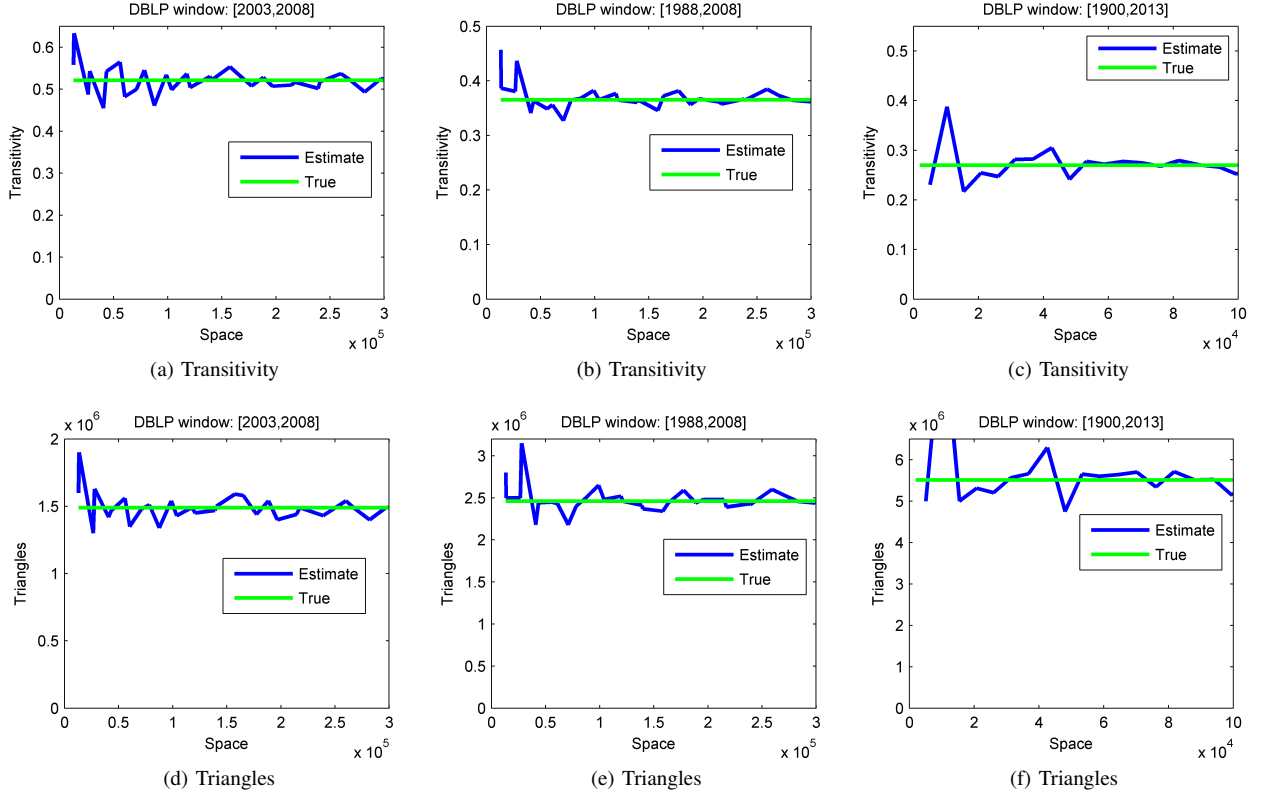 DBLP window: [2003,2008]
0.6
0.5
0.4
0.3
0.2
0.1
0
Transitivity
Estimate
True
0 0.5 1 1.5 2 2.5 3
Space
x 10^5
(a) Transitivity
DBLP window: [1988,2008]
0.5
0.4
0.3
0.2
0.1
0
Transitivity
Estimate
True
0 0.5 1 1.5 2 2.5 3
Space
x 10^5
(b) Transitivity
DBLP window: [1900,2013]
0.5
0.4
0.3
0.2
0.1
0
Transitivity
Estimate
True
0 2 4 6 8 10
Space
x 10^4
(c) Tansitivity
x 10^6
DBLP window: [2003,2008]
2
1.5
1
0.5
0
Triangles
Estimate
True
0 0.5 1 1.5 2 2.5 3
Space
x 10^5
(d) Triangles
x 10^6
DBLP window: [1988,2008]
3
2.5
2
1.5
1
0.5
0
Triangles
Estimate
True
0 0.5 1 1.5 2 2.5 3
Space
x 10^5
(e) Triangles
x 10^6
DBLP window: [1900,2013]
6
5
6
4
6
2
6
Triangles
Estimate
True
0 2 4 6 8 10
Space
x 10^4
(f) Triangles